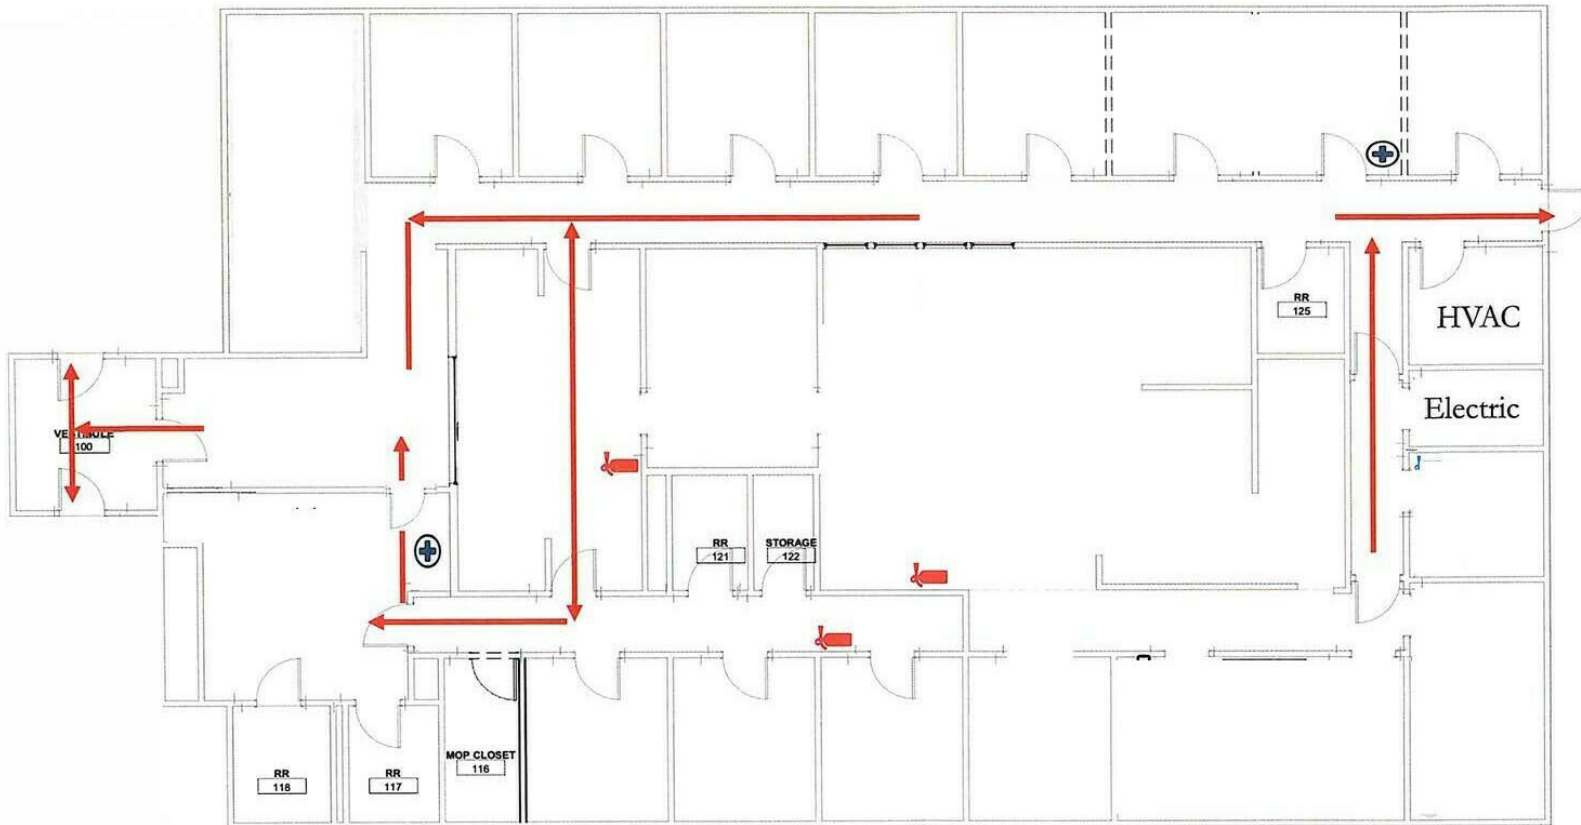 RR
125
HVAC
Electric
VESTIBULE
100
RR
121
STORAGE
122
MOP CLOSET
116
RR
118
RR
117